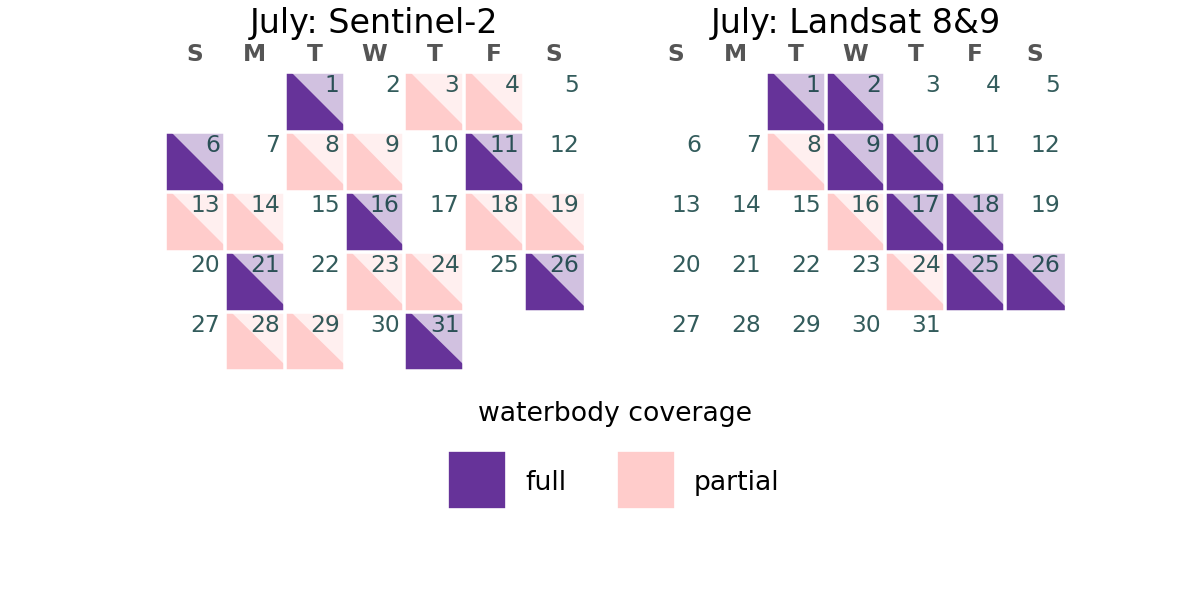 July: Sentinel-2
S M T W T F S
1 2 3 4 5
6 7 8 9 10 11 12
13 14 15 16 17 18 19
20 21 22 23 24 25 26
27 28 29 30 31
July: Landsat 8&9
S M T W T F S
1 2 3 4 5
6 7 8 9 10 11 12
13 14 15 16 17 18 19
20 21 22 23 24 25 26
27 28 29 30 31
waterbody coverage
full partial